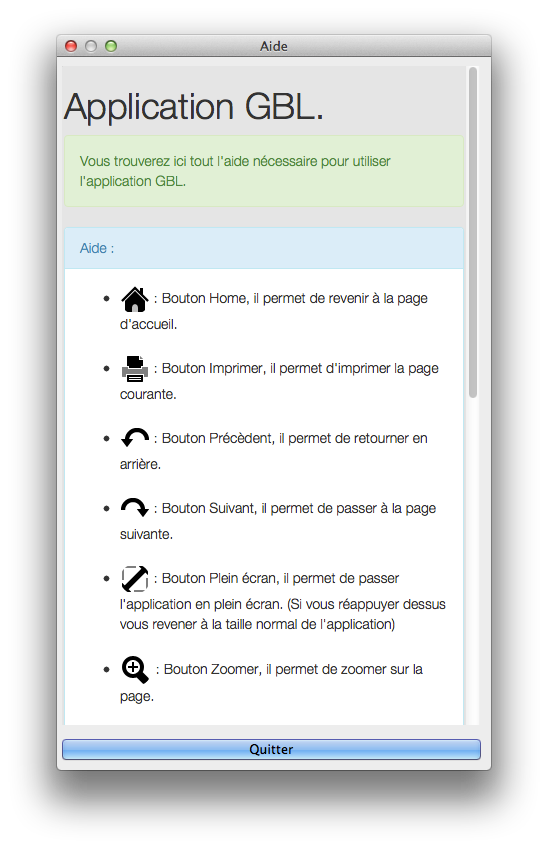 Aide
Application GBL.
Vous trouverez ici tout l'aide nécessaire pour utiliser
l'application GBL.
Aide :
: Bouton Home, il permet de revenir à la page
d'accueil.
: Bouton Imprimer, il permet d'imprimer la page
courante.
: Bouton Précèdent, il permet de retourner en
arrière.
: Bouton Suivant, il permet de passer à la page
suivante.
: Bouton Plein écran, il permet de passer
l'application en plein écran. (Si vous réappuyer dessus
vous revener à la taille normal de l'application)
: Bouton Zoomer, il permet de zoomer sur la
page.
Quitter